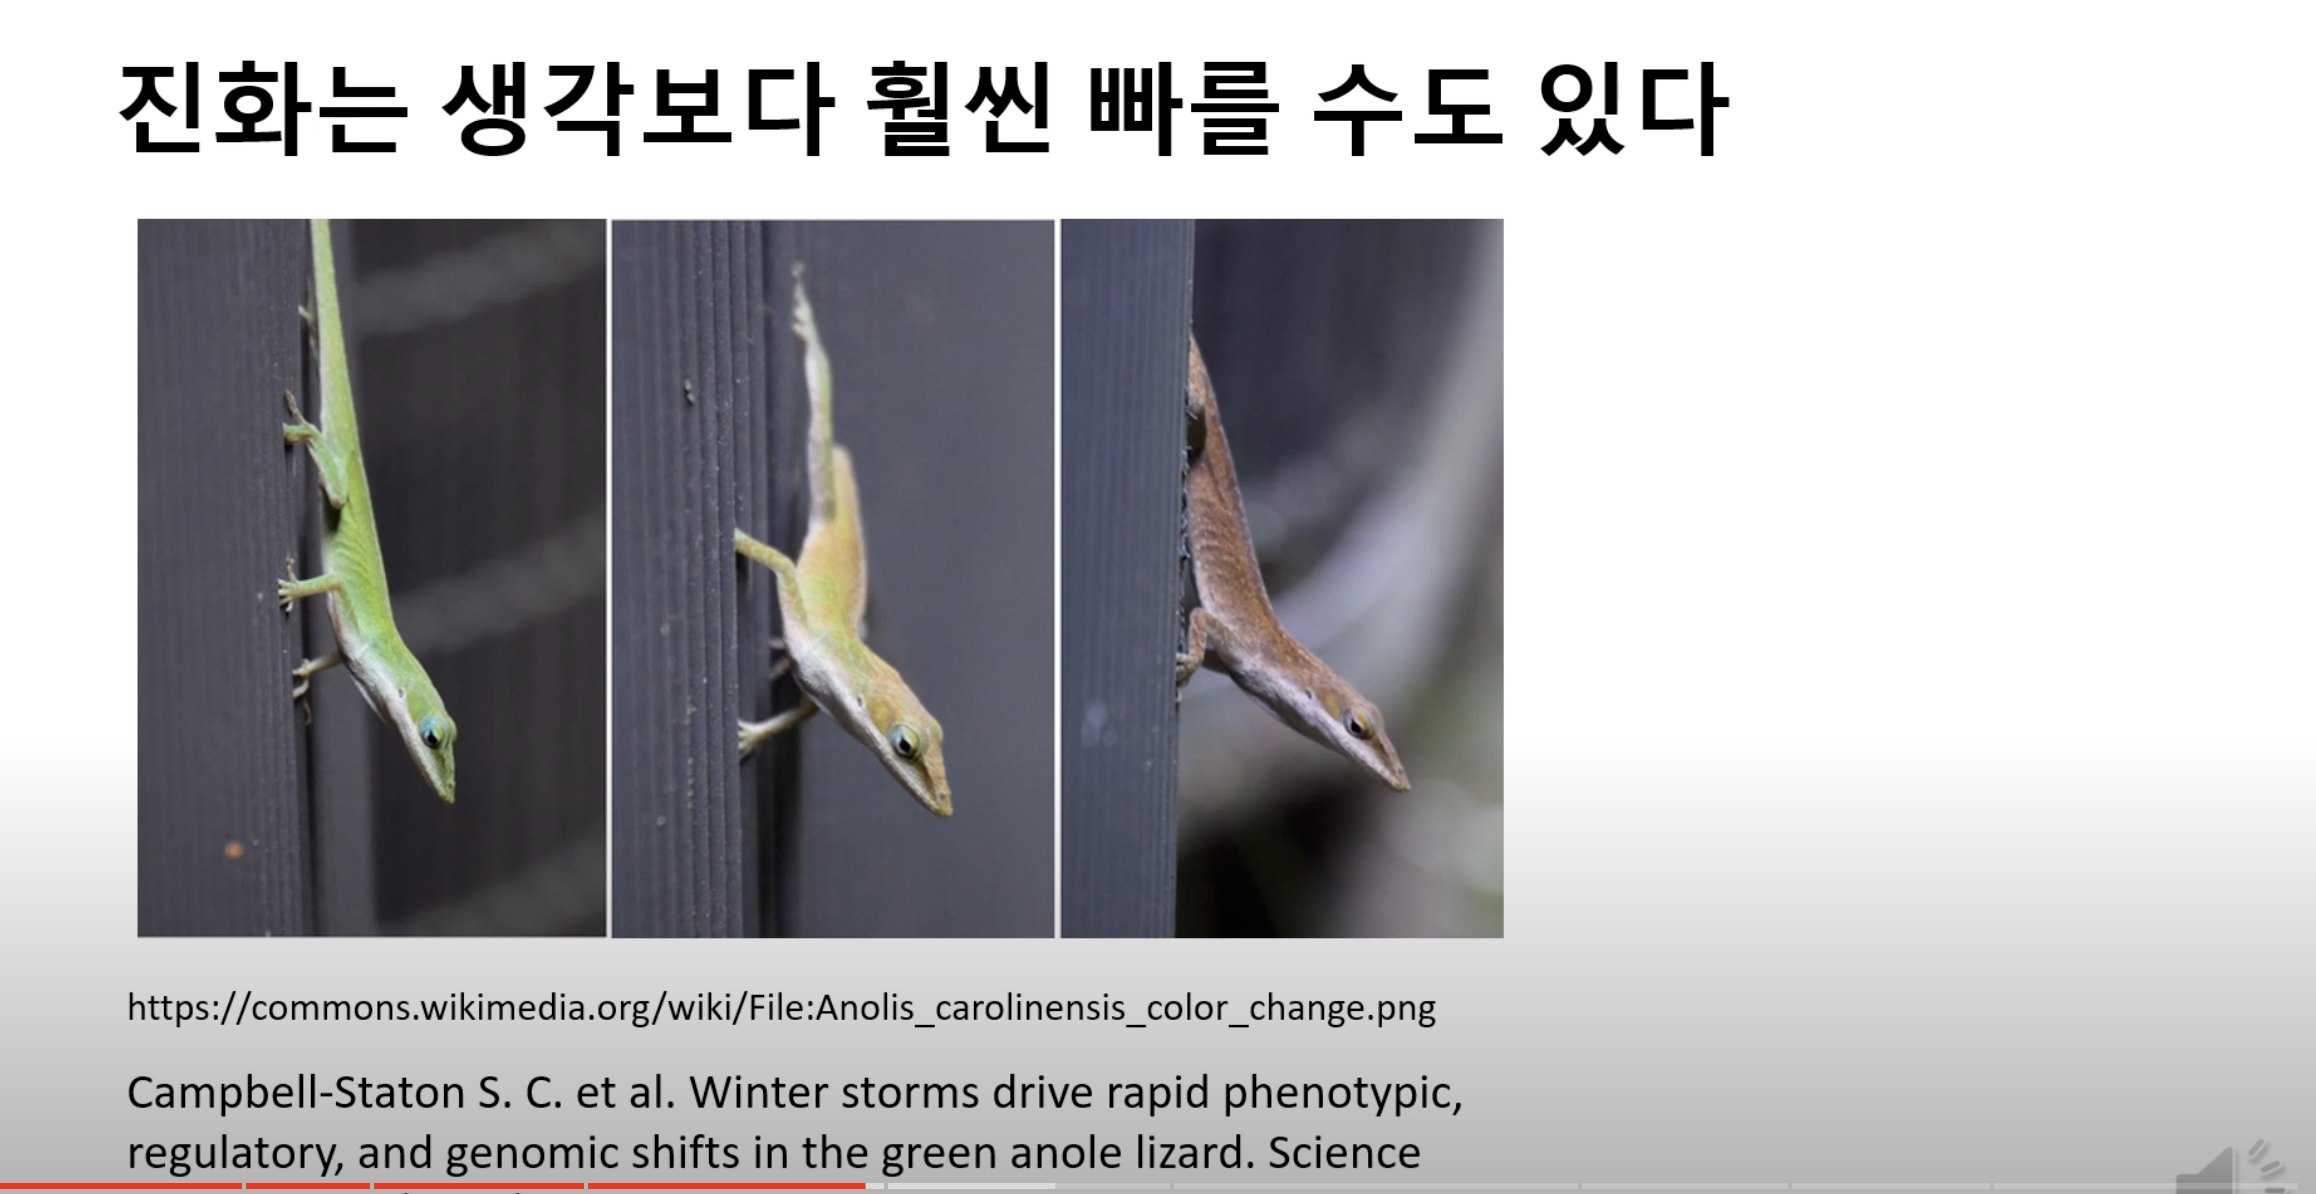 진화는 생각보다 훨씬 빠를 수도 있다
https://commons.wikimedia.org/wiki/File:Anolis_carolinensis_color_change.png
Campbell-Staton S. C. et al. Winter storms drive rapid phenotypic,
regulatory, and genomic shifts in the green anole lizard. Science